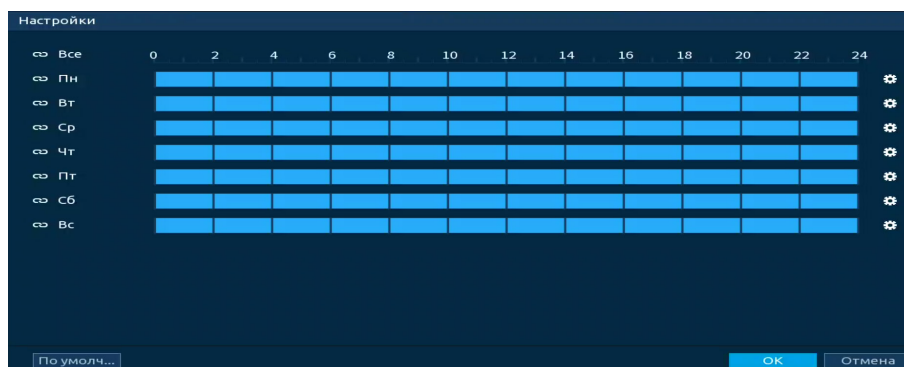 Настройки
Все 0 2 4 6 8 10 12 14 16 18 20 22 24
Пн
Вт
Ср
Чт
Пт
Сб
Вс
По умолч... OK Отмена